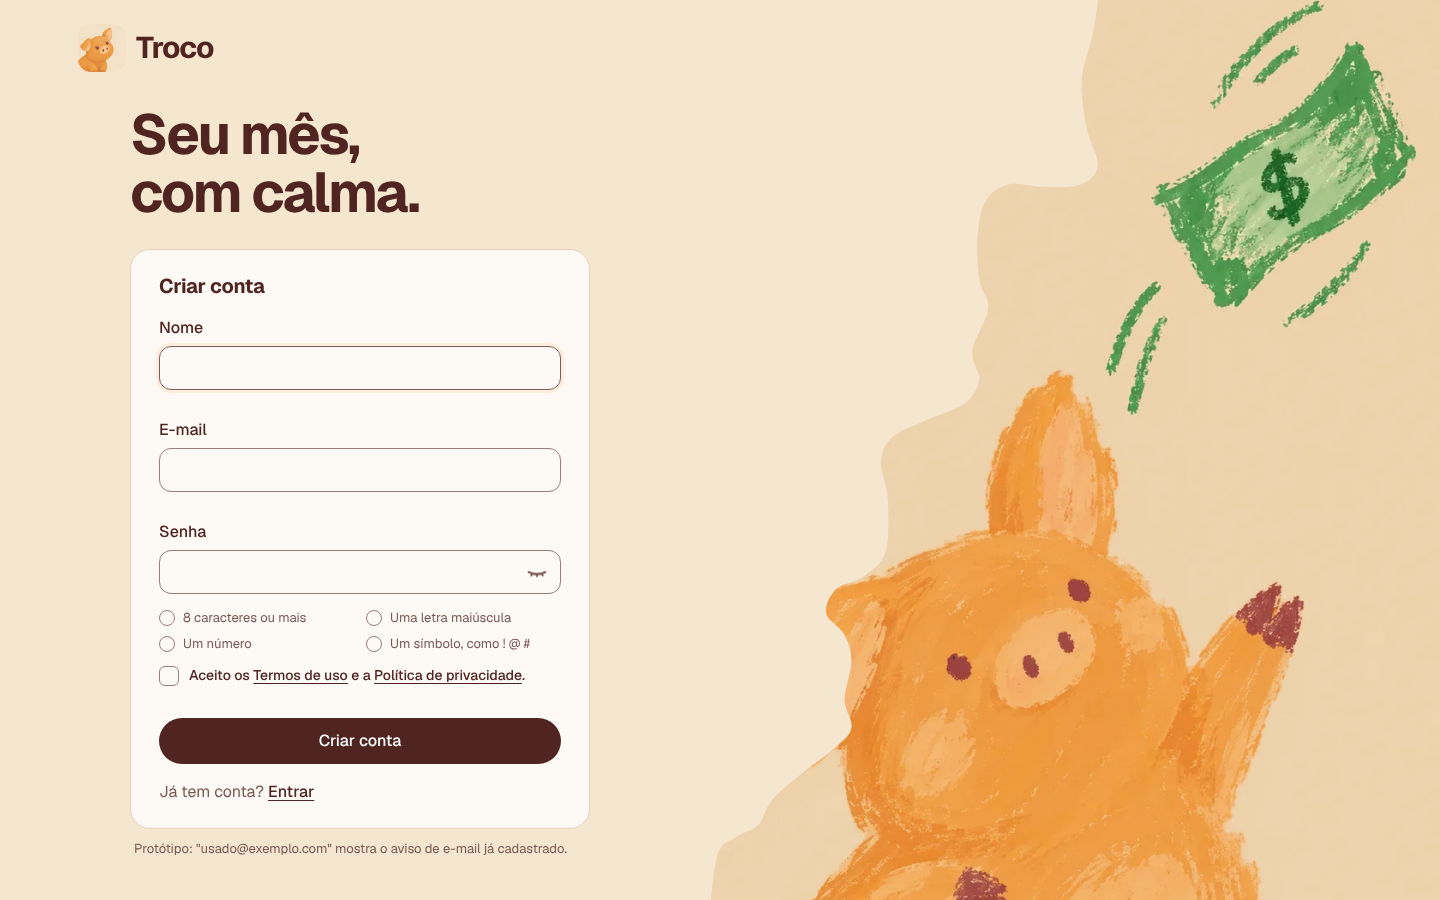 Troco
Seu mês,
com calma.
Criar conta
Nome
E-mail
Senha
8 caracteres ou mais
Uma letra maiúscula
Um número
Um símbolo, como ! @ #
Aceito os Termos de uso e a Política de privacidade.
Criar conta
Já tem conta? Entrar
Protótipo: "usado@exemplo.com" mostra o aviso de e-mail já cadastrado.
$